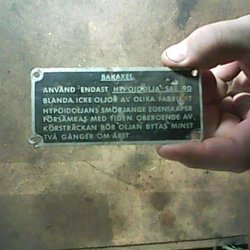 BAKAXEL
ANVÄND ENDAST HYPOIDOLJA SAE 90
BLANDA ICKE OLJOR AV OLIKA FABRIKAT
HYPOIDOLJANS SMÖRJANDE EGENSKAPER
FÖRSÄMRAS MED TIDEN. OBEROENDE AV
KÖRSTRÄCKAN BÖR OLJAN BYTAS MINST
TVÅ GÅNGER OM ÅRET